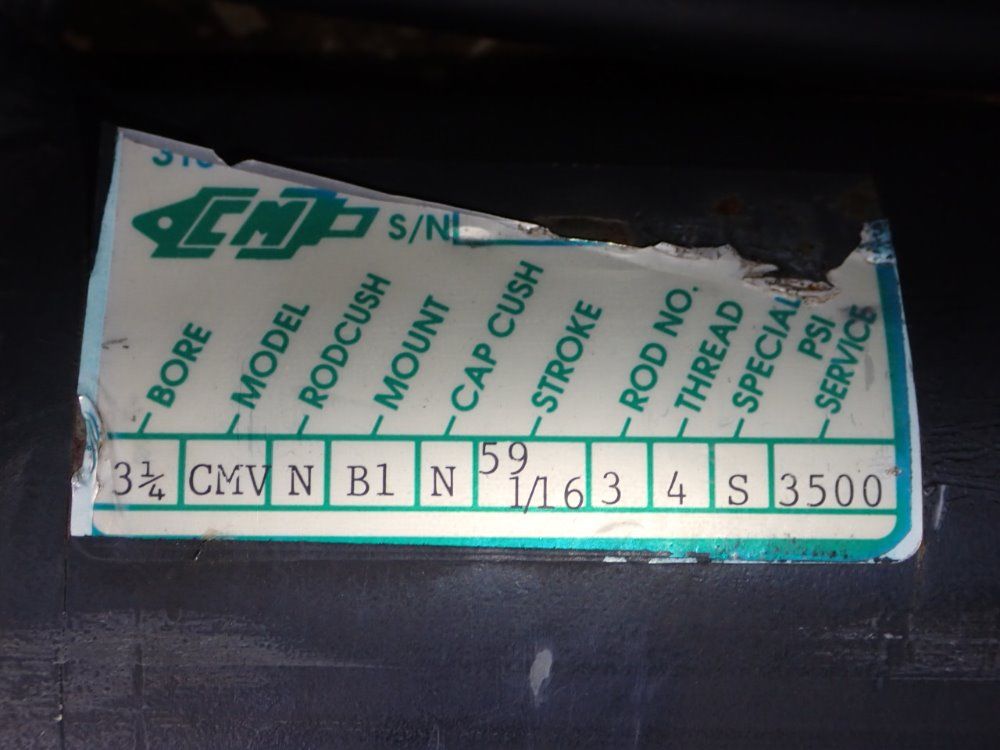 CM S/N
BORE MODEL RODCUSH MOUNT CAP CUSH STROKE ROD NO. THREAD SPECIAL PSI SERVICE
3¼ CMV N B1 N 59 1/16 3 4 S 3500